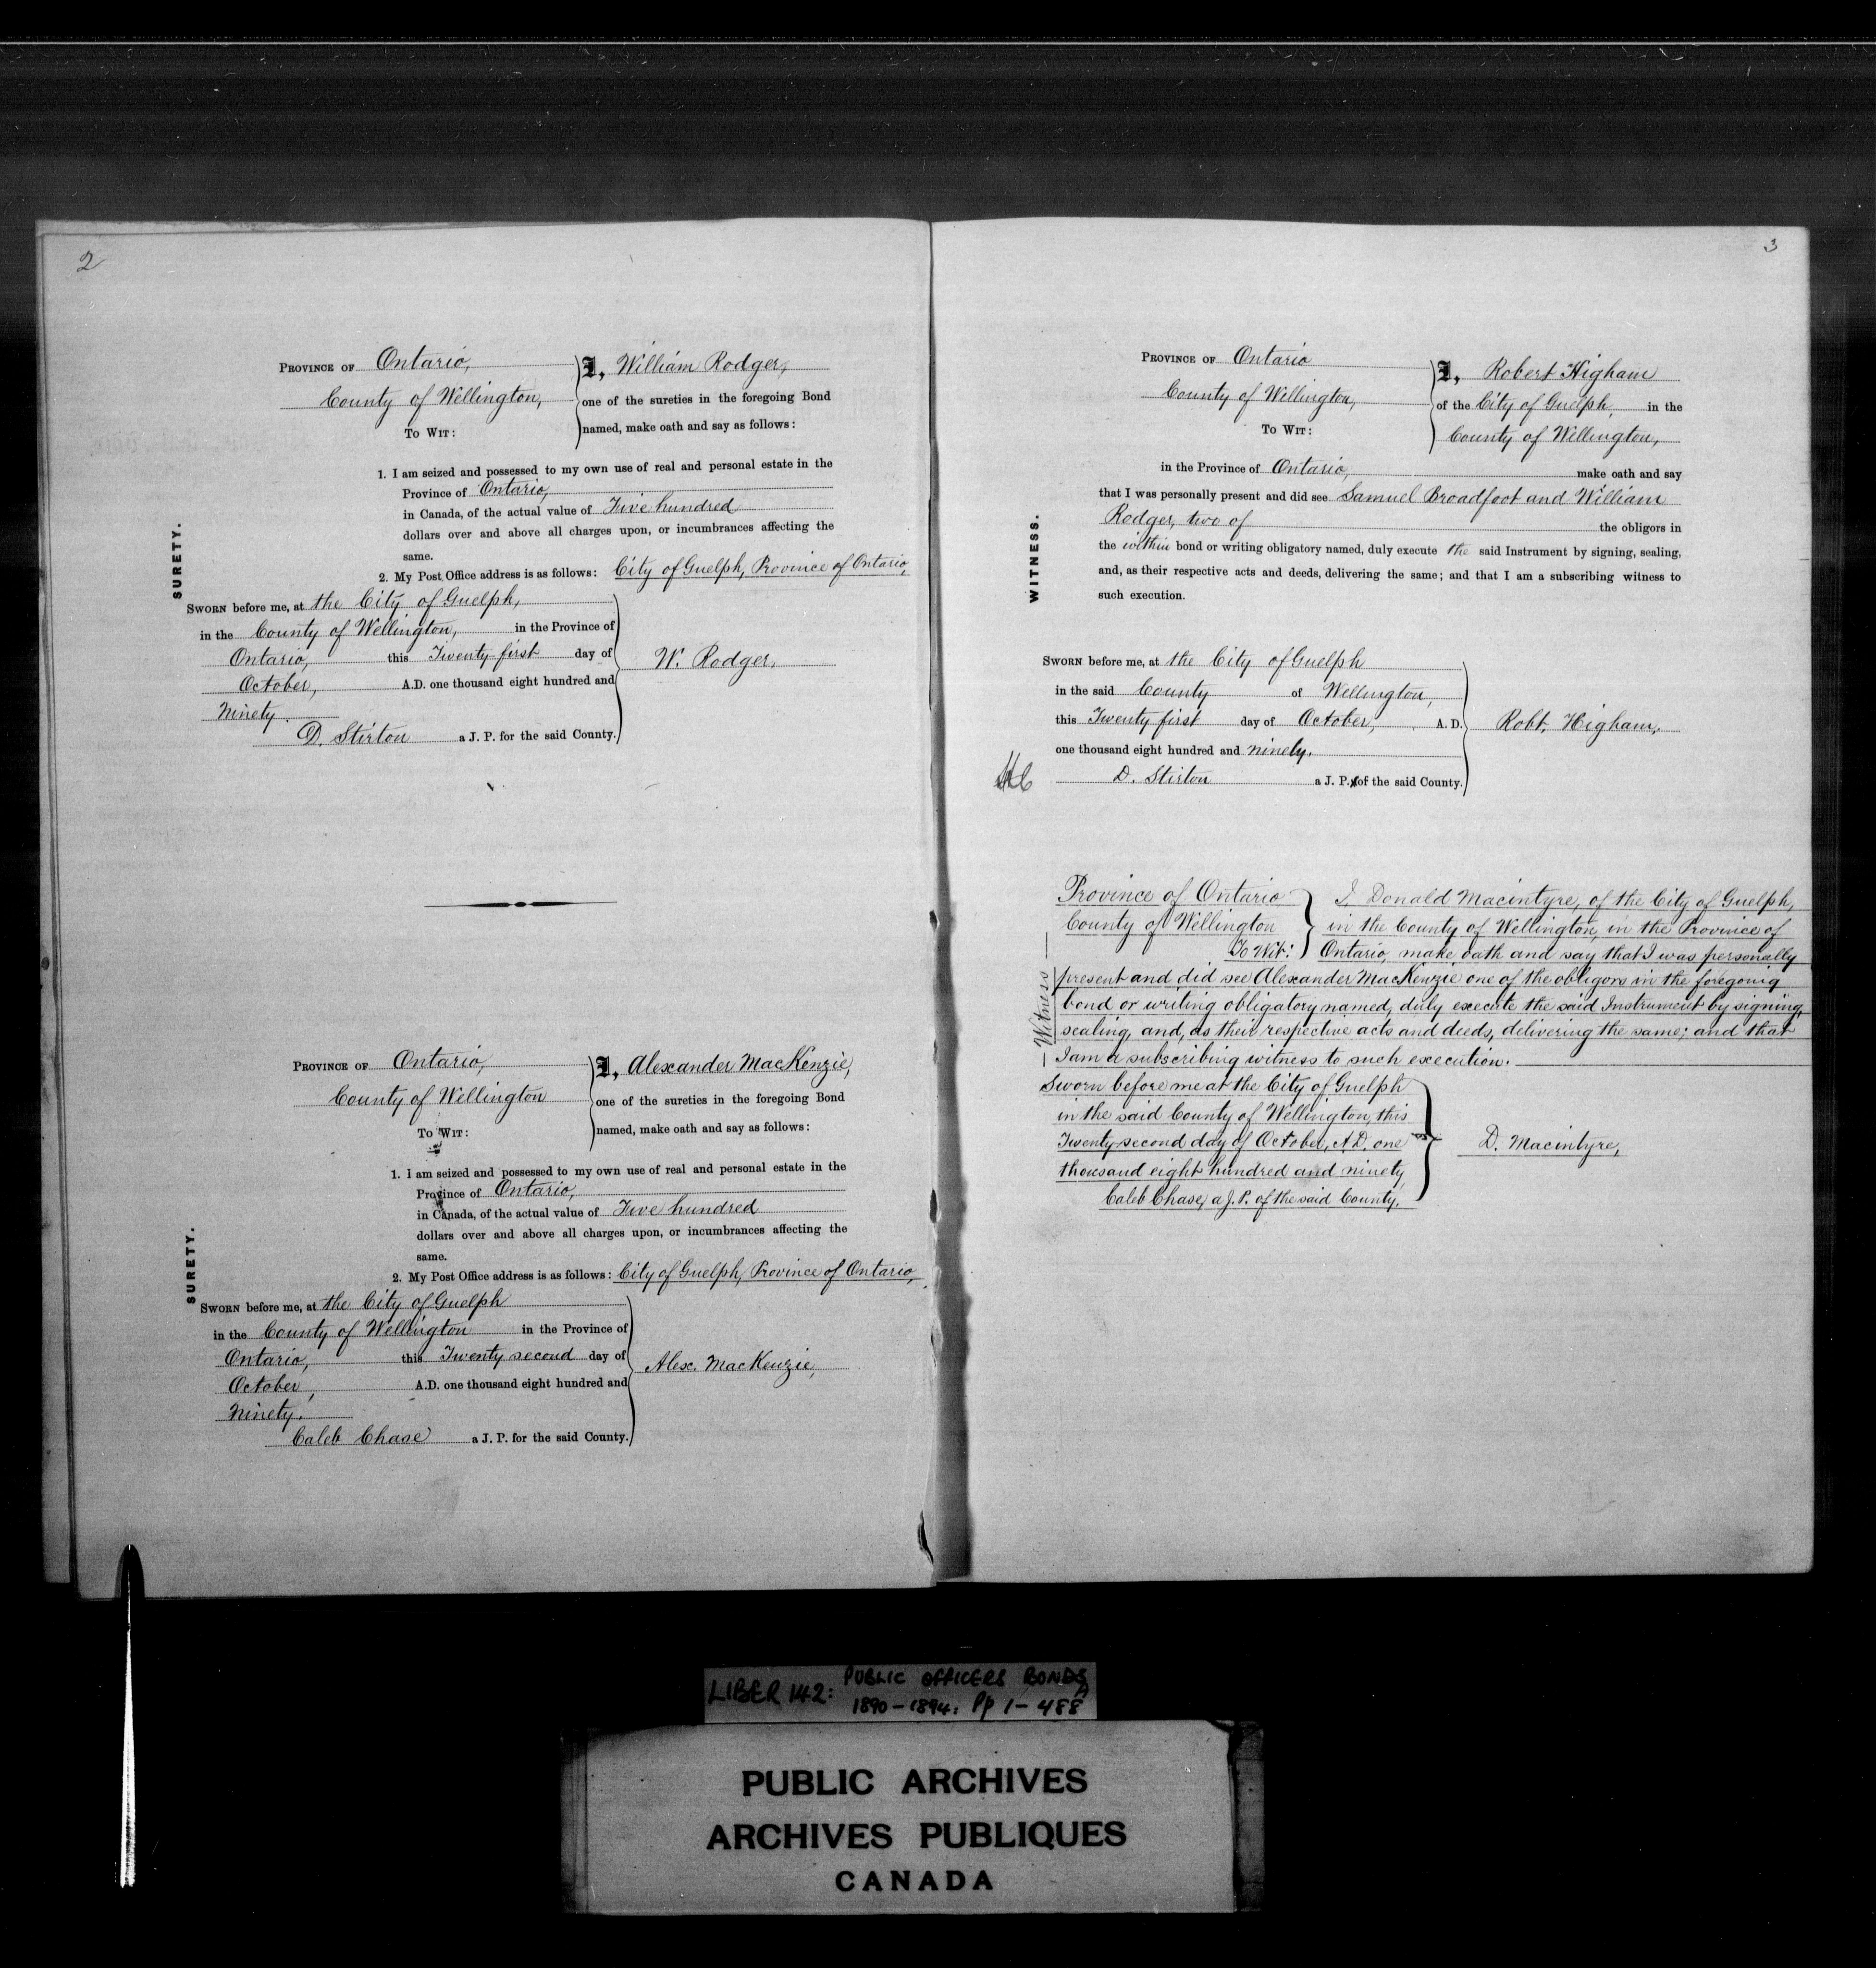 2
PROVINCE OF Ontario,
County of Wellington,
TO WIT:
I, William Rodger,
one of the sureties in the foregoing Bond
named, make oath and say as follows:
SURETY.
1. I am seized and possessed to my own use of real and personal estate in the
Province of Ontario,
in Canada, of the actual value of Five hundred
dollars over and above all charges upon, or incumbrances affecting the
same.
2. My Post Office address is as follows: City of Guelph, Province of Ontario,
SWORN before me, at the City of Guelph,
in the County of Wellington, in the Province of
Ontario, this Twenty first day of
October, A.D. one thousand eight hundred and
Ninety.
D. Stirton a J. P. for the said County.
W. Rodger,
PROVINCE OF Ontario,
County of Wellington
TO WIT:
I, Alexander MacKenzie,
one of the sureties in the foregoing Bond
named, make oath and say as follows:
SURETY.
1. I am seized and possessed to my own use of real and personal estate in the
Province of Ontario,
in Canada, of the actual value of Five hundred
dollars over and above all charges upon, or incumbrances affecting the
same.
2. My Post Office address is as follows: City of Guelph, Province of Ontario,
SWORN before me, at the City of Guelph
in the County of Wellington in the Province of
Ontario, this Twenty second day of
October, A.D. one thousand eight hundred and
Ninety.
Caleb Chase a J. P. for the said County.
Alex. MacKenzie,
3
PROVINCE OF Ontario
County of Wellington,
TO WIT:
I, Robert Higham
of the City of Guelph, in the
County of Wellington,
WITNESS.
in the Province of Ontario, make oath and say
that I was personally present and did see Samuel Broadfoot and William
Rodger, two of the obligors in
the within bond or writing obligatory named, duly execute the said Instrument by signing, sealing,
and, as their respective acts and deeds, delivering the same; and that I am a subscribing witness to
such execution.
SWORN before me, at the City of Guelph
in the said County of Wellington,
this Twenty first day of October, A. D.
one thousand eight hundred and ninety.
D. Stirton a J. P. of the said County.
Robt. Higham.
Province of Ontario
County of Wellington
To Wit:
I, Donald Macintyre, of the City of Guelph,
in the County of Wellington, in the Province of
Ontario, make oath and say that I was personally
Witness
present and did see Alexander MacKenzie one of the obligors in the foregoing
bond or writing obligatory named, duly execute the said Instrument by signing,
sealing, and, as their respective acts and deeds, delivering the same; and that
I am a subscribing witness to such execution.
Sworn before me at the City of Guelph
in the said County of Wellington, this
Twenty second day of October, A.D. one
thousand eight hundred and ninety
Caleb Chase, a J. P. of the said County.
D. Macintyre,
LIBER 142: PUBLIC OFFICERS BONDS
1890-1894. Pp 1-488A
PUBLIC ARCHIVES
ARCHIVES PUBLIQUES
CANADA